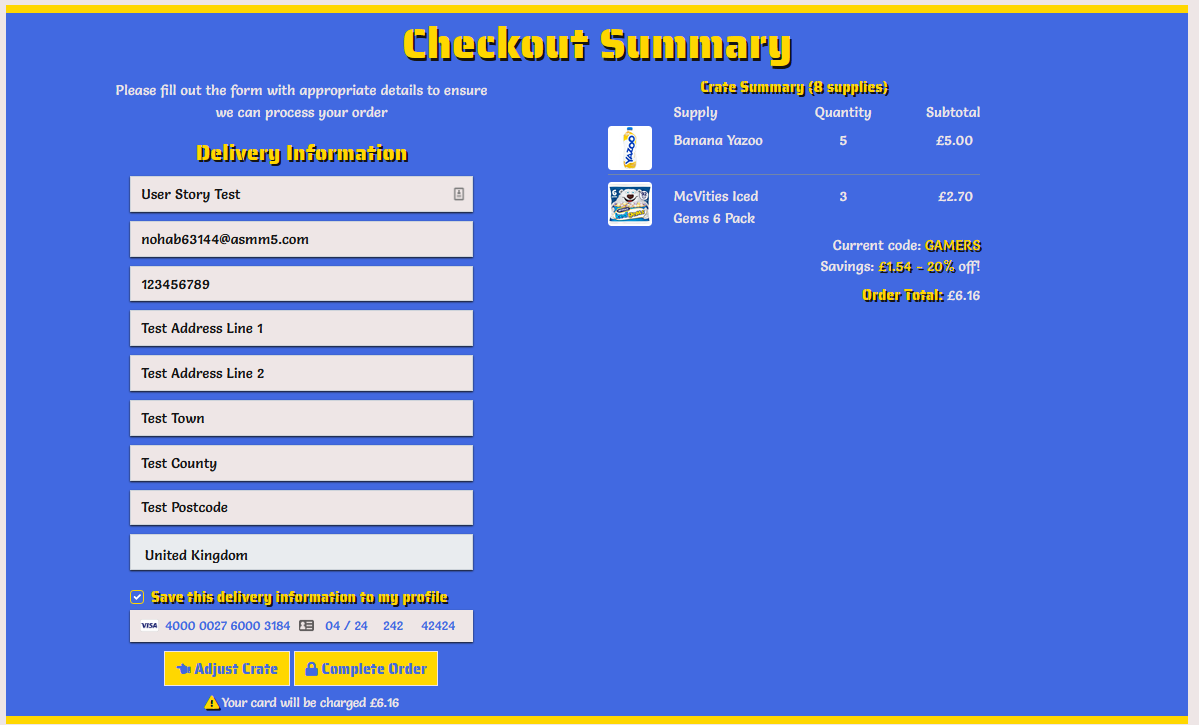 Checkout Summary
Please fill out the form with appropriate details to ensure
we can process your order
Delivery Information
User Story Test
nohab63144@asmm5.com
123456789
Test Address Line 1
Test Address Line 2
Test Town
Test County
Test Postcode
United Kingdom
Save this delivery information to my profile
VISA 4000 0027 6000 3184 04 / 24 242 42424
Adjust Crate Complete Order
Your card will be charged £6.16
Crate Summary (8 supplies)
Supply Quantity Subtotal
YAZOO
Banana Yazoo 5 £5.00
McVities Iced 3 £2.70
Gems 6 Pack
Current code: GAMERS
Savings: £1.54 - 20% off!
Order Total: £6.16